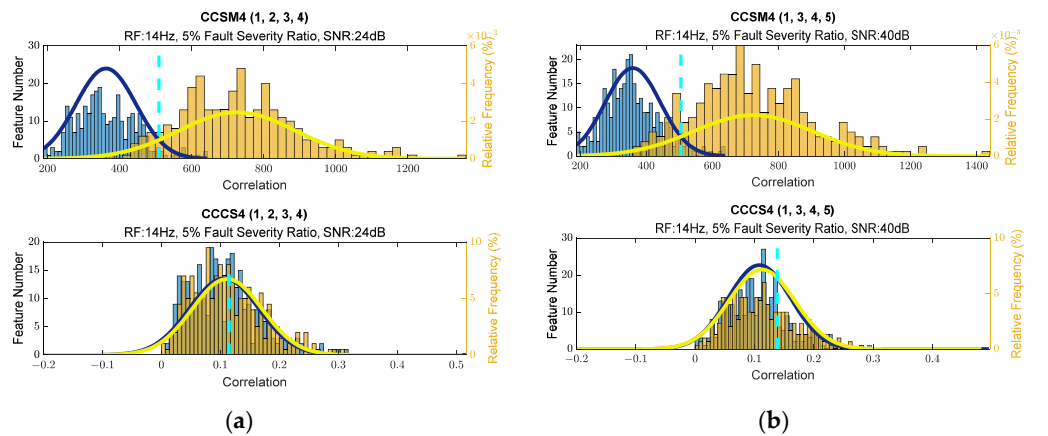 CCSM4 (1, 2, 3, 4)
RF:14Hz, 5% Fault Severity Ratio, SNR:24dB
×10⁻³
Feature Number
30
20
10
0
6
4
2
0
Relative Frequency (%)
200 400 600 800 1000 1200
Correlation
CCCS4 (1, 2, 3, 4)
RF:14Hz, 5% Fault Severity Ratio, SNR:24dB
Feature Number
20
15
10
5
0
10
5
0
Relative Frequency (%)
−0.2 −0.1 0 0.1 0.2 0.3 0.4 0.5
Correlation
(a)
CCSM4 (1, 3, 4, 5)
RF:14Hz, 5% Fault Severity Ratio, SNR:40dB
×10⁻³
Feature Number
20
15
10
5
0
6
4
2
0
Relative Frequency (%)
200 400 600 800 1000 1200 1400
Correlation
CCCS4 (1, 3, 4, 5)
RF:14Hz, 5% Fault Severity Ratio, SNR:40dB
Feature Number
30
20
10
0
10
5
0
Relative Frequency (%)
−0.2 −0.1 0 0.1 0.2 0.3 0.4
Correlation
(b)